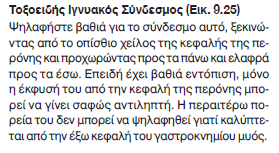 Τοξοειδής Ιγνυακός Σύνδεσμος (Εικ. 9.25)
Ψηλαφήστε βαθιά για το σύνδεσμο αυτό, ξεκινώ-
ντας από το οπίσθιο χείλος της κεφαλής της πε-
ρόνης και προχωρώντας προς τα πάνω και ελαφρά
προς τα έσω. Επειδή έχει βαθιά εντόπιση, μόνο
η έκφυσή του από την κεφαλή της περόνης μπο-
ρεί να γίνει σαφώς αντιληπτή. Η περαιτέρω πο-
ρεία του δεν μπορεί να ψηλαφηθεί γιατί καλύπτε-
ται από την έξω κεφαλή του γαστροκνημίου μυός.